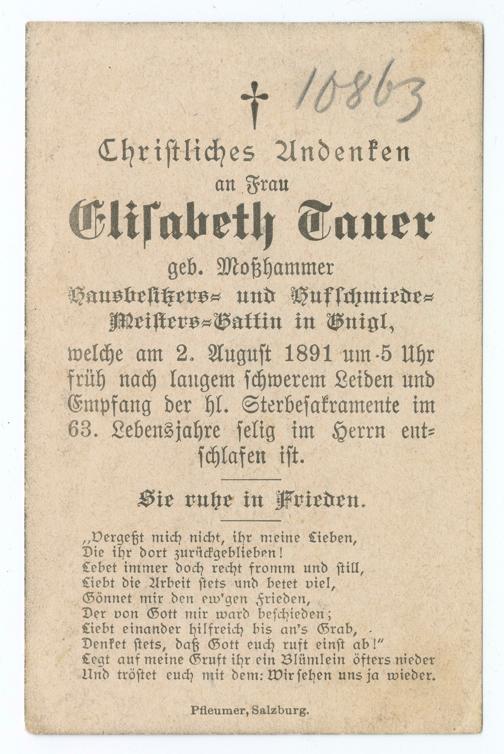 10863
Christliches Andenken
an Frau
Elisabeth Tauer
geb. Moßhammer
Hausbesitzers- und Hufschmiede-
Meisters-Gattin in Gnigl,
welche am 2. August 1891 um 5 Uhr
früh nach langem schwerem Leiden und
Empfang der hl. Sterbesakramente im
63. Lebensjahre selig im Herrn ent-
schlafen ist.
Sie ruhe in Frieden.
„Vergeßt mich nicht, ihr meine Lieben,
Die ihr dort zurückgeblieben!
Lebet immer doch recht fromm und still,
Liebt die Arbeit stets und betet viel,
Gönnet mir den ew'gen Frieden,
Der von Gott mir ward beschieden;
Liebt einander hilfreich bis an's Grab,
Denket stets, daß Gott euch ruft einst ab!"
Legt auf meine Gruft ihr ein Blümlein öfters nieder
Und tröstet euch mit dem: Wir sehen uns ja wieder.
Pfleumer, Salzburg.